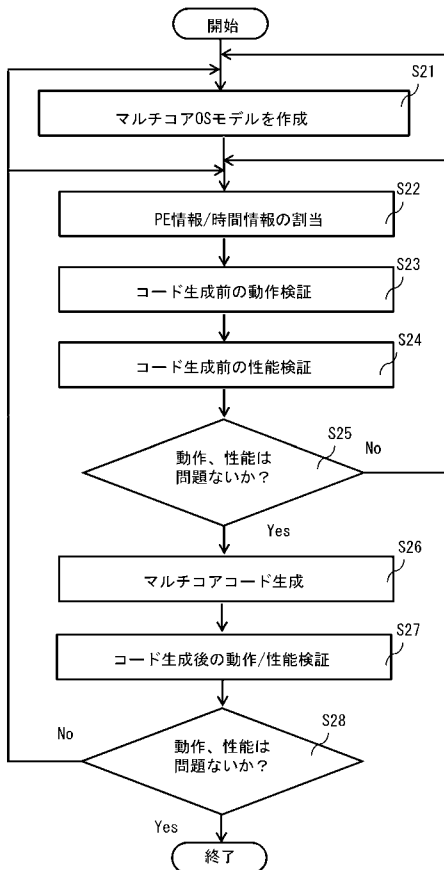 開始
S21
マルチコアOSモデルを作成
S22
PE情報/時間情報の割当
S23
コード生成前の動作検証
S24
コード生成前の性能検証
S25
動作、性能は
問題ないか?
No
Yes
S26
マルチコアコード生成
S27
コード生成後の動作/性能検証
S28
No
動作、性能は
問題ないか?
Yes
終了